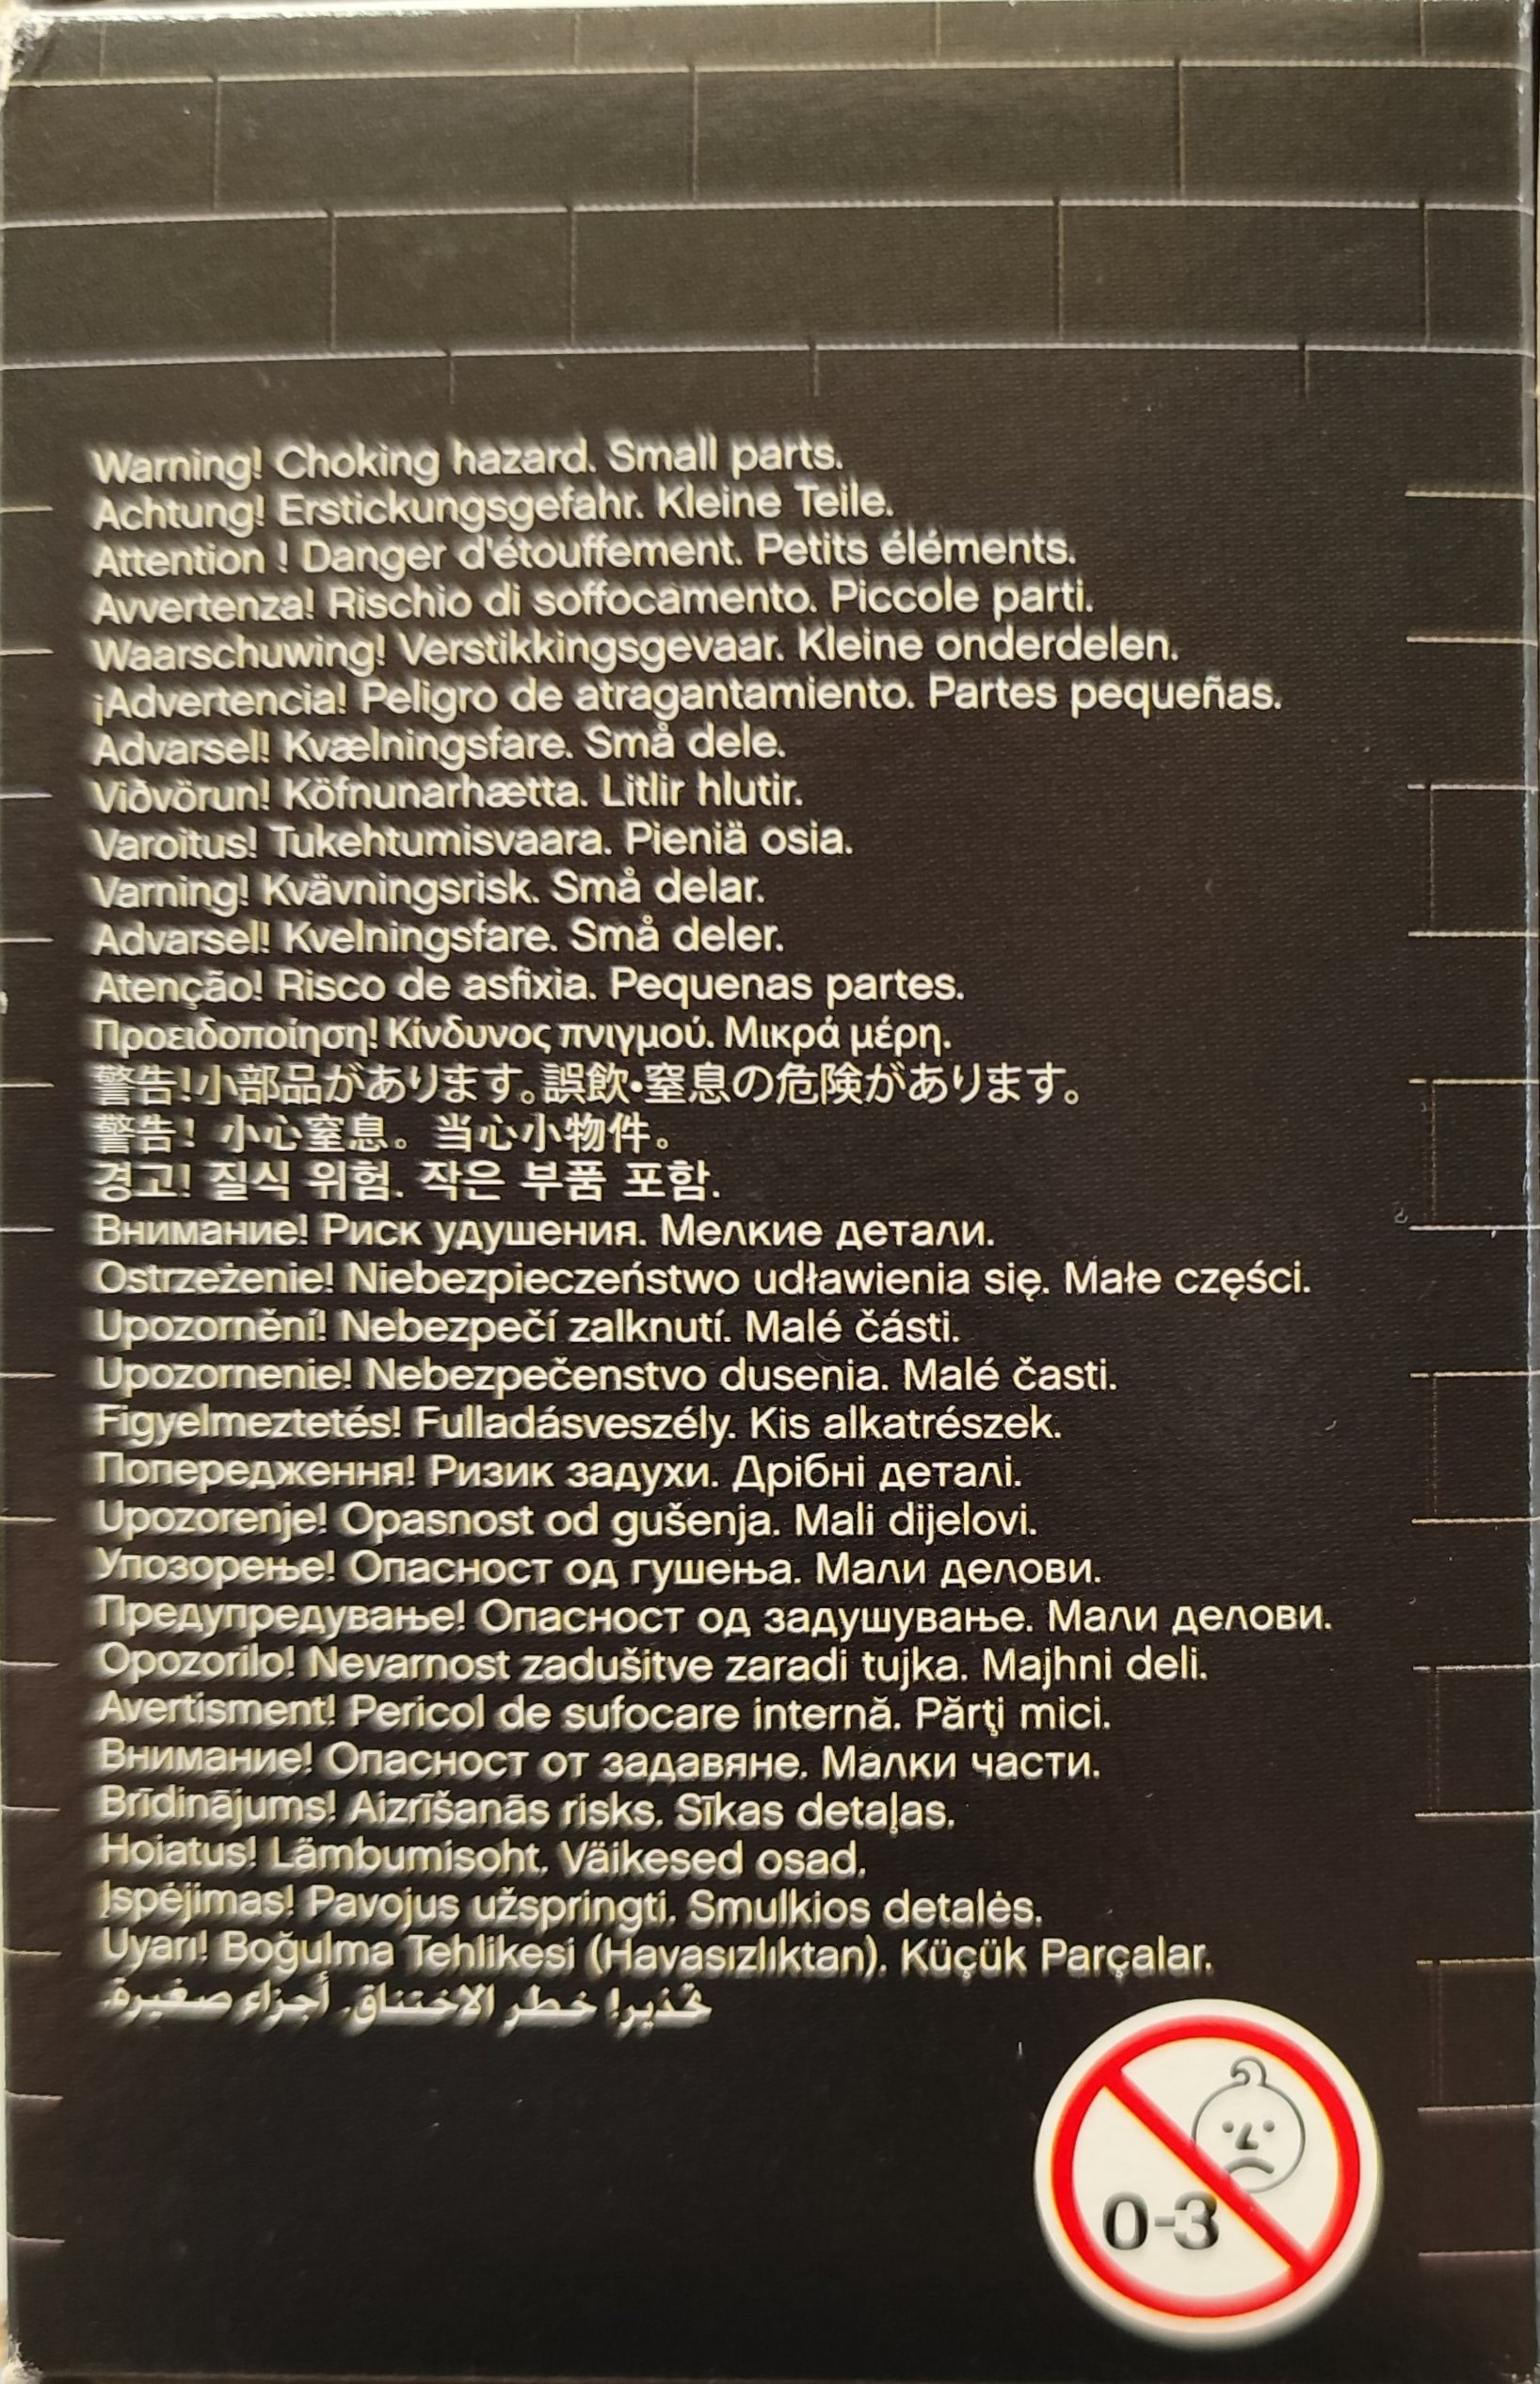 Warning! Choking hazard. Small parts.
Achtung! Erstickungsgefahr. Kleine Teile.
Attention ! Danger d'étouffement. Petits éléments.
Avvertenza! Rischio di soffocamento. Piccole parti.
Waarschuwing! Verstikkingsgevaar. Kleine onderdelen.
¡Advertencia! Peligro de atragantamiento. Partes pequeñas.
Advarsel! Kvælningsfare. Små dele.
Viðvörun! Köfnunarhætta. Litlir hlutir.
Varoitus! Tukehtumisvaara. Pieniä osia.
Varning! Kvävningsrisk. Små delar.
Advarsel! Kvelningsfare. Små deler.
Atenção! Risco de asfixia. Pequenas partes.
Προειδοποίηση! Κίνδυνος πνιγμού. Μικρά μέρη.
警告!小部品があります。誤飲•窒息の危険があります。
警告! 小心窒息。当心小物件。
경고! 질식 위험. 작은 부품 포함.
Внимание! Риск удушения. Мелкие детали.
Ostrzeżenie! Niebezpieczeństwo udławienia się. Małe części.
Upozornění! Nebezpečí zalknutí. Malé části.
Upozornenie! Nebezpečenstvo dusenia. Malé časti.
Figyelmeztetés! Fulladásveszély. Kis alkatrészek.
Попередження! Ризик задухи. Дрібні деталі.
Upozorenje! Opasnost od gušenja. Mali dijelovi.
Упозорење! Опасност од гушења. Мали делови.
Предупредување! Опасност од задушување. Мали делови.
Opozorilo! Nevarnost zadušitve zaradi tujka. Majhni deli.
Avertisment! Pericol de sufocare internă. Părţi mici.
Внимание! Опасност от задавяне. Малки части.
Brīdinājums! Aizrīšanās risks. Sīkas detaļas.
Hoiatus! Lämbumisoht. Väikesed osad.
Įspėjimas! Pavojus užspringti. Smulkios detalės.
Uyarı! Boğulma Tehlikesi (Havasızlıktan). Küçük Parçalar.
تحذير! خطر الاختناق. أجزاء صغيرة.
0-3